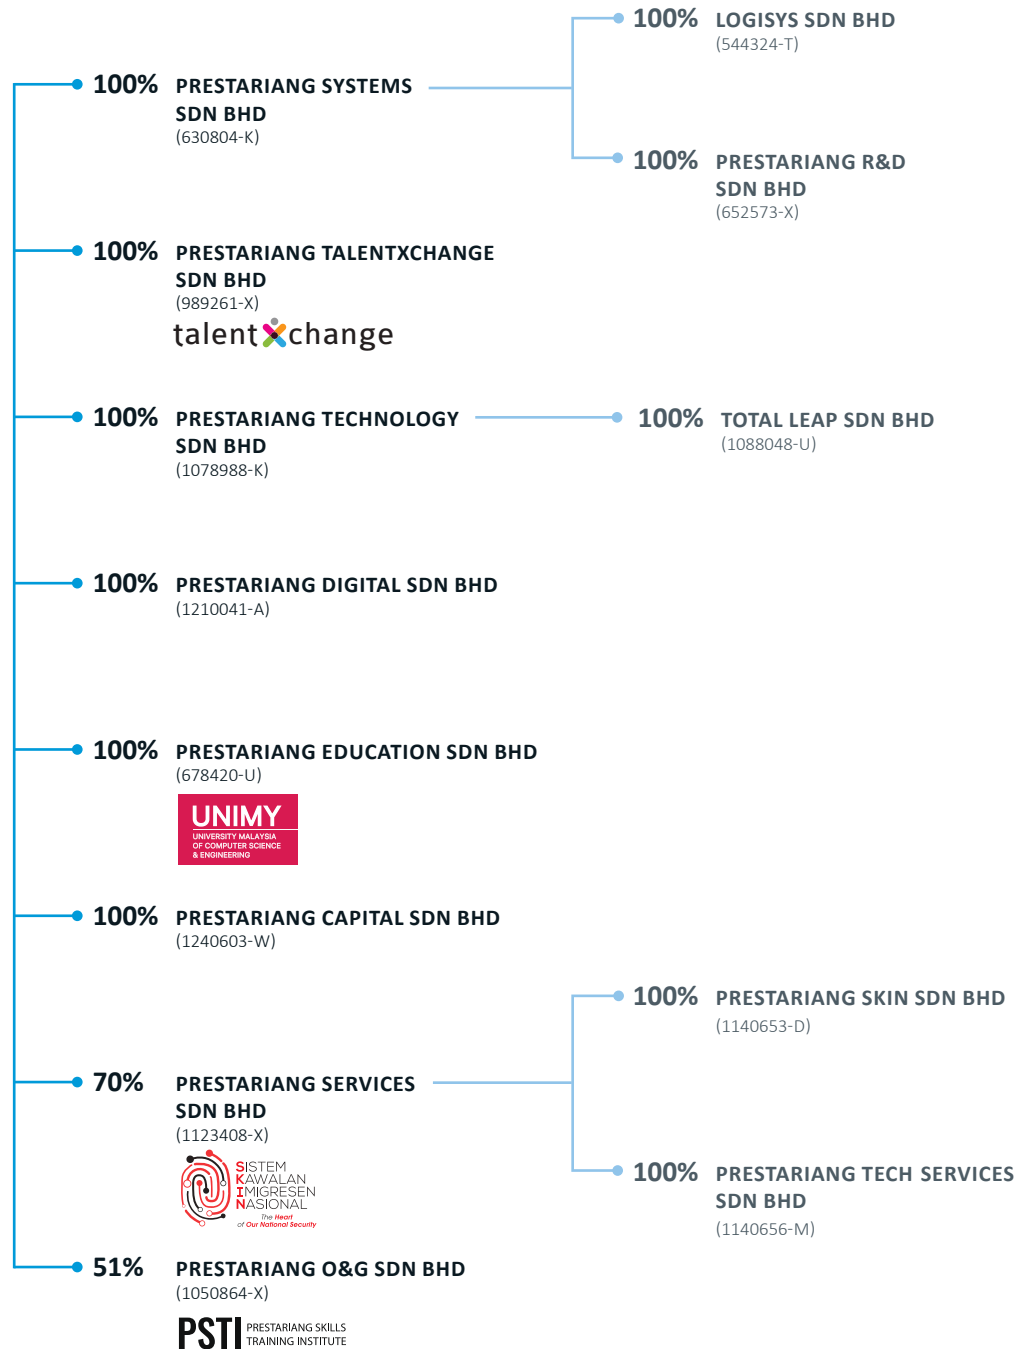 100% LOGISYS SDN BHD
(544324-T)
100% PRESTARIANG SYSTEMS
SDN BHD
(630804-K)
100% PRESTARIANG R&D
SDN BHD
(652573-X)
100% PRESTARIANG TALENTXCHANGE
SDN BHD
(989261-X)
talentXchange
100% PRESTARIANG TECHNOLOGY
SDN BHD
(1078988-K)
100% TOTAL LEAP SDN BHD
(1088048-U)
100% PRESTARIANG DIGITAL SDN BHD
(1210041-A)
100% PRESTARIANG EDUCATION SDN BHD
(678420-U)
UNIMY
UNIVERSITY MALAYSIA
OF COMPUTER SCIENCE
& ENGINEERING
100% PRESTARIANG CAPITAL SDN BHD
(1240603-W)
100% PRESTARIANG SKIN SDN BHD
(1140653-D)
70% PRESTARIANG SERVICES
SDN BHD
(1123408-X)
SISTEM
KAWALAN
IMIGRESEN
NASIONAL
The Heart
of Our National Security
100% PRESTARIANG TECH SERVICES
SDN BHD
(1140656-M)
51% PRESTARIANG O&G SDN BHD
(1050864-X)
PSTI PRESTARIANG SKILLS
TRAINING INSTITUTE